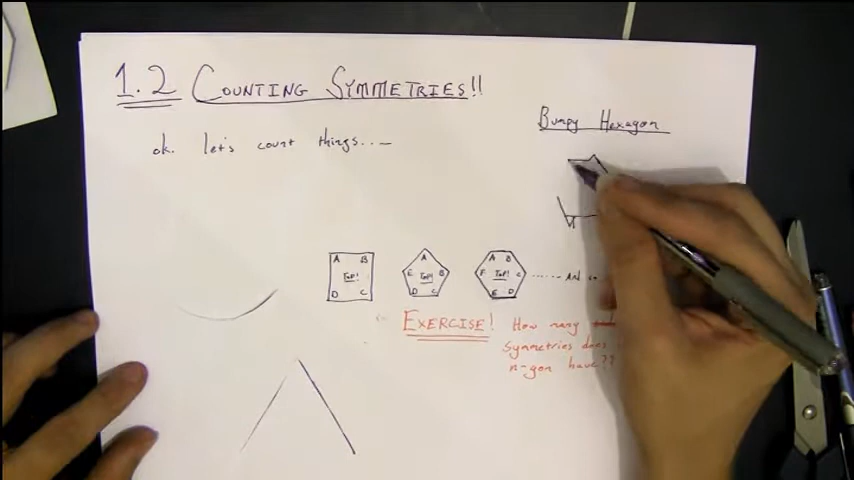 1.2 COUNTING SYMMETRIES!!
ok. let's count things...
Bumpy Hexagon
A B
TOP!
D C
A
E TOP! B
D C
A B
F TOP! C
E D
...... And so
EXERCISE! How many
Symmetries does
n-gon have??